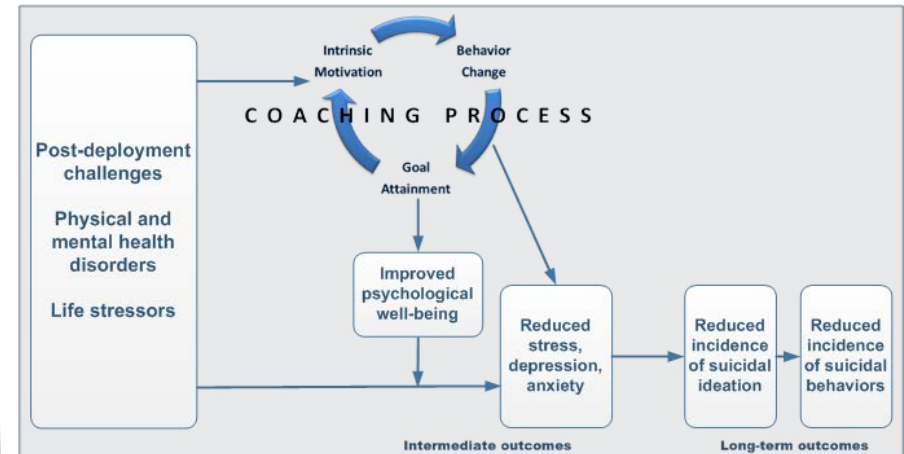 Intrinsic
Motivation
Behavior
Change
COACHING PROCESS
Goal
Attainment
Post-deployment
challenges
Physical and
mental health
disorders
Life stressors
Improved
psychological
well-being
Reduced
stress,
depression,
anxiety
Reduced
incidence
of suicidal
ideation
Reduced
incidence
of suicidal
behaviors
Intermediate outcomes
Long-term outcomes